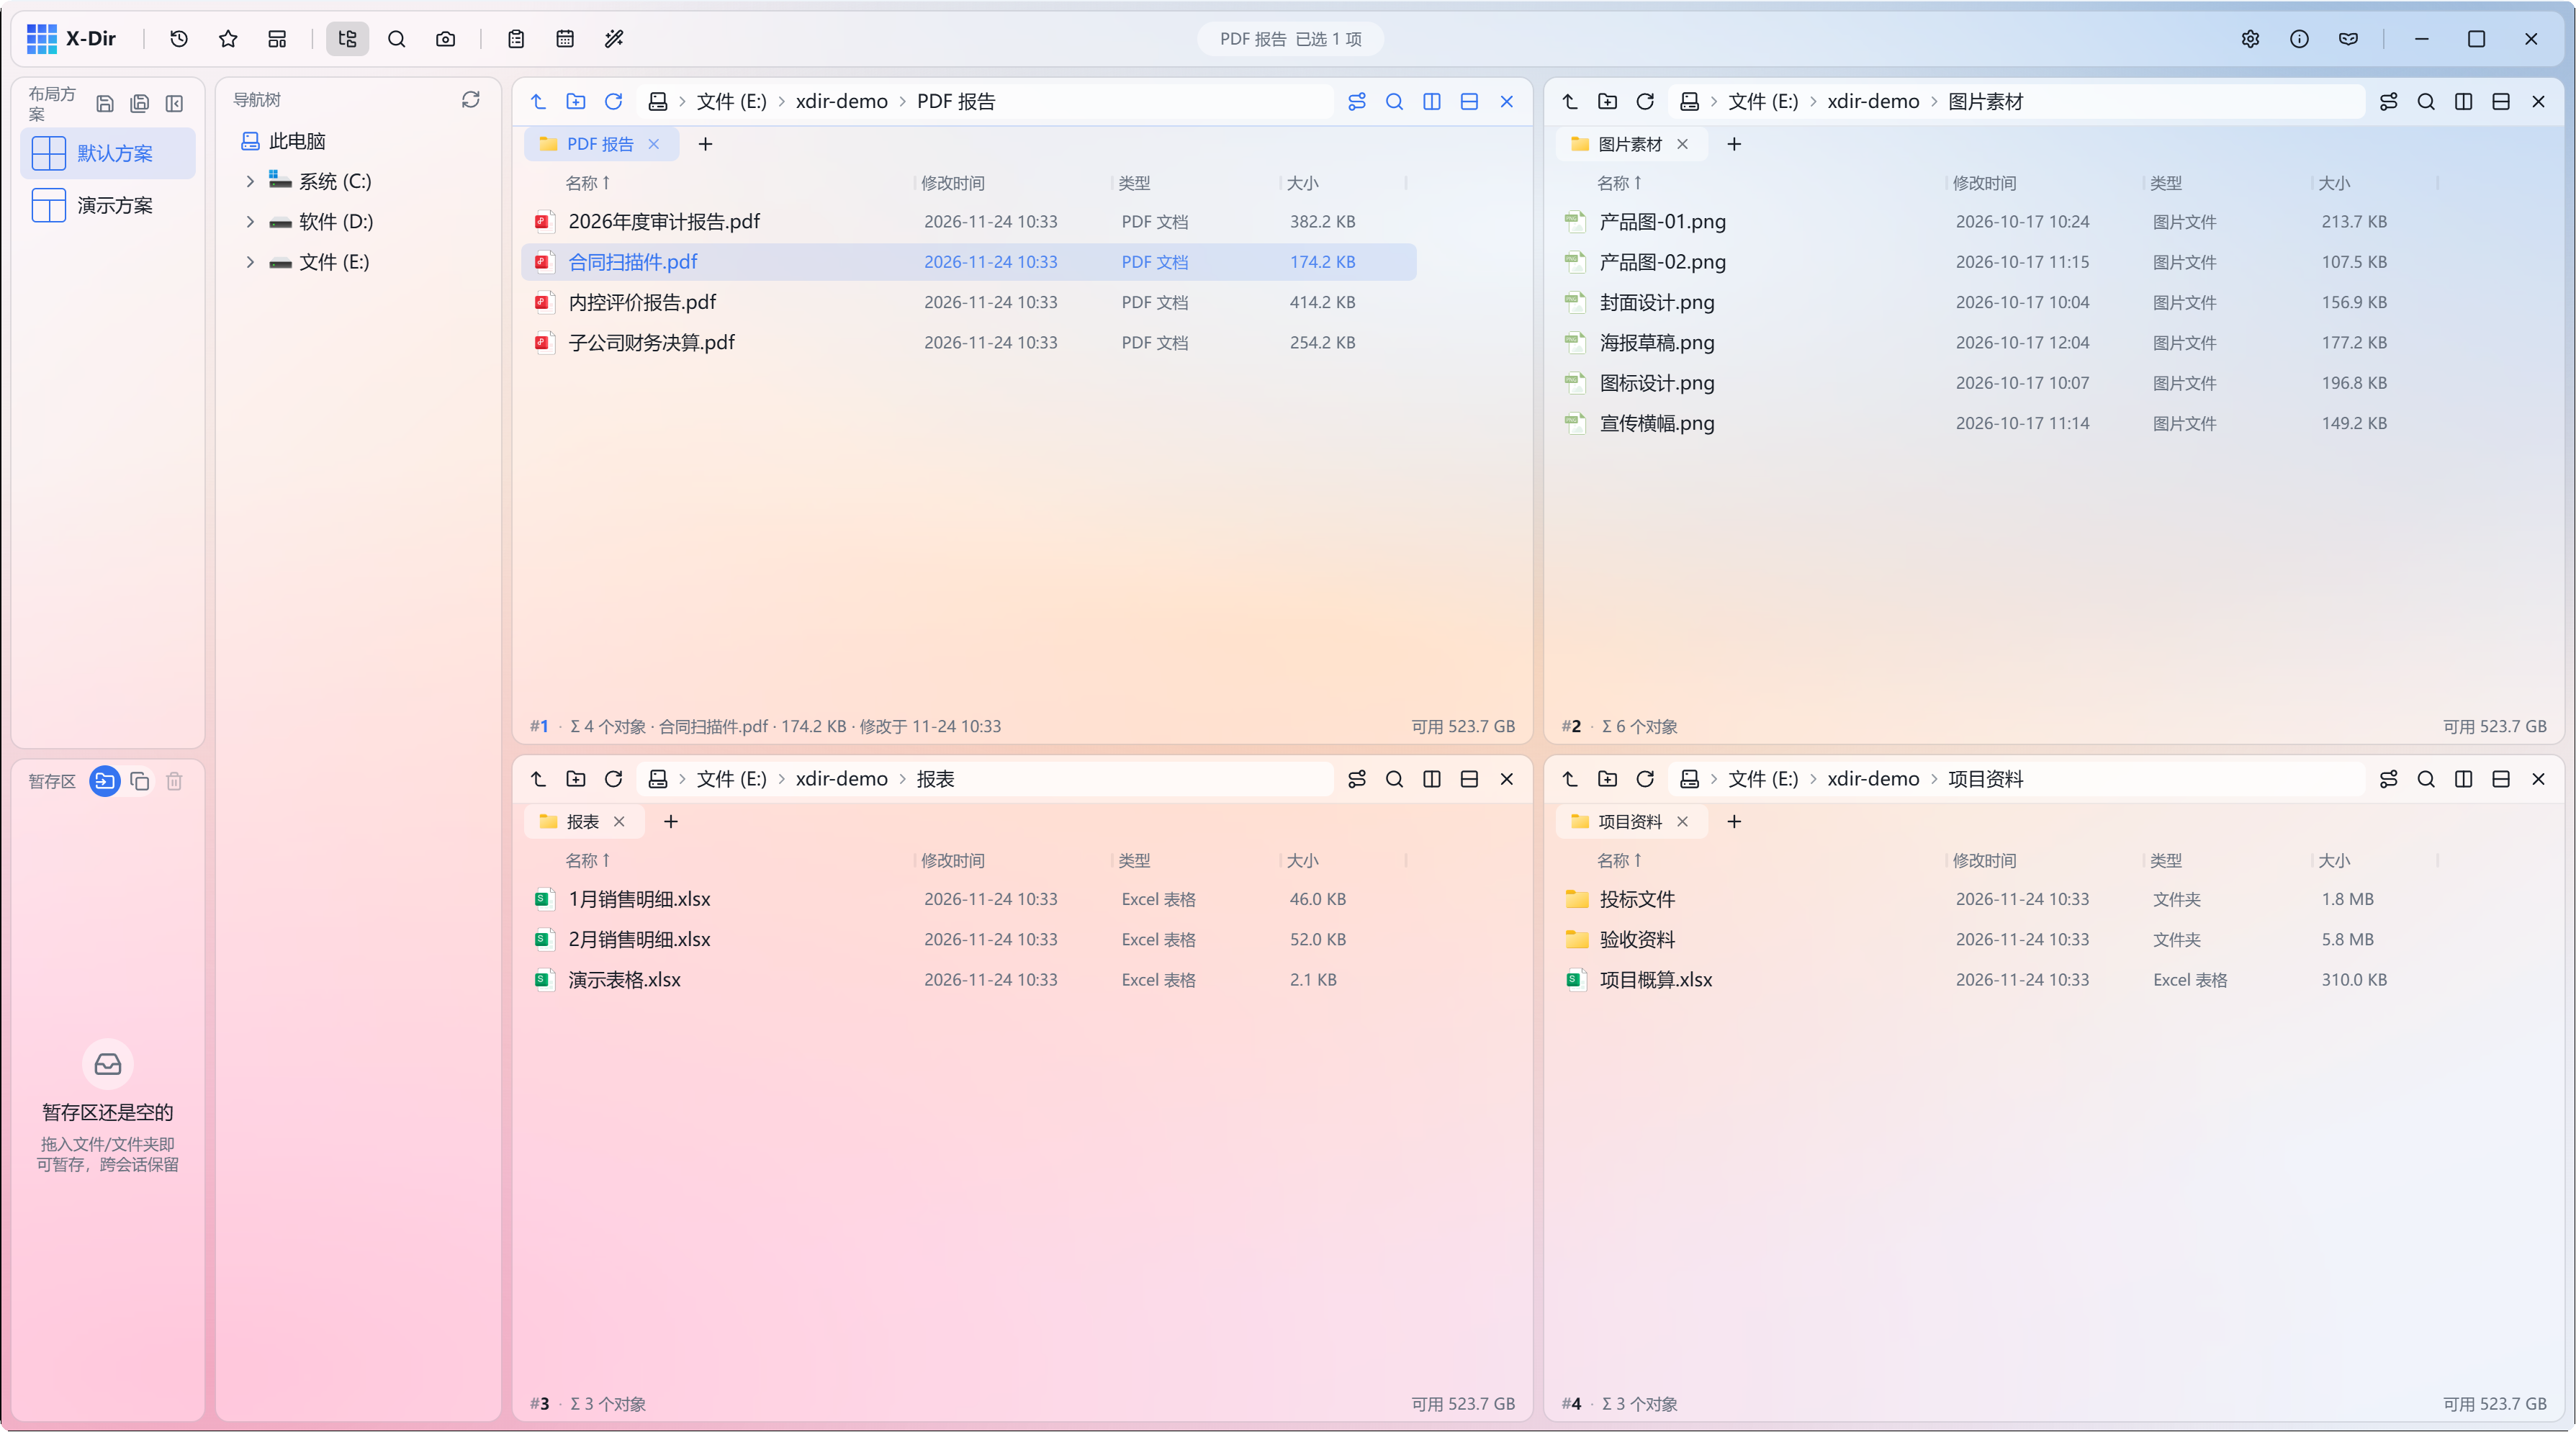 X-Dir
PDF 报告 已选 1 项
布局方案
默认方案
演示方案
暂存区
暂存区还是空的
拖入文件/文件夹即
可暂存，跨会话保留
导航树
此电脑
系统 (C:)
软件 (D:)
文件 (E:)
文件 (E:) › xdir-demo › PDF 报告
PDF 报告
名称 ↑ 修改时间 类型 大小
2026年度审计报告.pdf 2026-11-24 10:33 PDF 文档 382.2 KB
合同扫描件.pdf 2026-11-24 10:33 PDF 文档 174.2 KB
内控评价报告.pdf 2026-11-24 10:33 PDF 文档 414.2 KB
子公司财务决算.pdf 2026-11-24 10:33 PDF 文档 254.2 KB
#1 · Σ 4 个对象 · 合同扫描件.pdf · 174.2 KB · 修改于 11-24 10:33 可用 523.7 GB
文件 (E:) › xdir-demo › 图片素材
图片素材
名称 ↑ 修改时间 类型 大小
产品图-01.png 2026-10-17 10:24 图片文件 213.7 KB
产品图-02.png 2026-10-17 11:15 图片文件 107.5 KB
封面设计.png 2026-10-17 10:04 图片文件 156.9 KB
海报草稿.png 2026-10-17 12:04 图片文件 177.2 KB
图标设计.png 2026-10-17 10:07 图片文件 196.8 KB
宣传横幅.png 2026-10-17 11:14 图片文件 149.2 KB
#2 · Σ 6 个对象 可用 523.7 GB
文件 (E:) › xdir-demo › 报表
报表
名称 ↑ 修改时间 类型 大小
1月销售明细.xlsx 2026-11-24 10:33 Excel 表格 46.0 KB
2月销售明细.xlsx 2026-11-24 10:33 Excel 表格 52.0 KB
演示表格.xlsx 2026-11-24 10:33 Excel 表格 2.1 KB
#3 · Σ 3 个对象 可用 523.7 GB
文件 (E:) › xdir-demo › 项目资料
项目资料
名称 ↑ 修改时间 类型 大小
投标文件 2026-11-24 10:33 文件夹 1.8 MB
验收资料 2026-11-24 10:33 文件夹 5.8 MB
项目概算.xlsx 2026-11-24 10:33 Excel 表格 310.0 KB
#4 · Σ 3 个对象 可用 523.7 GB